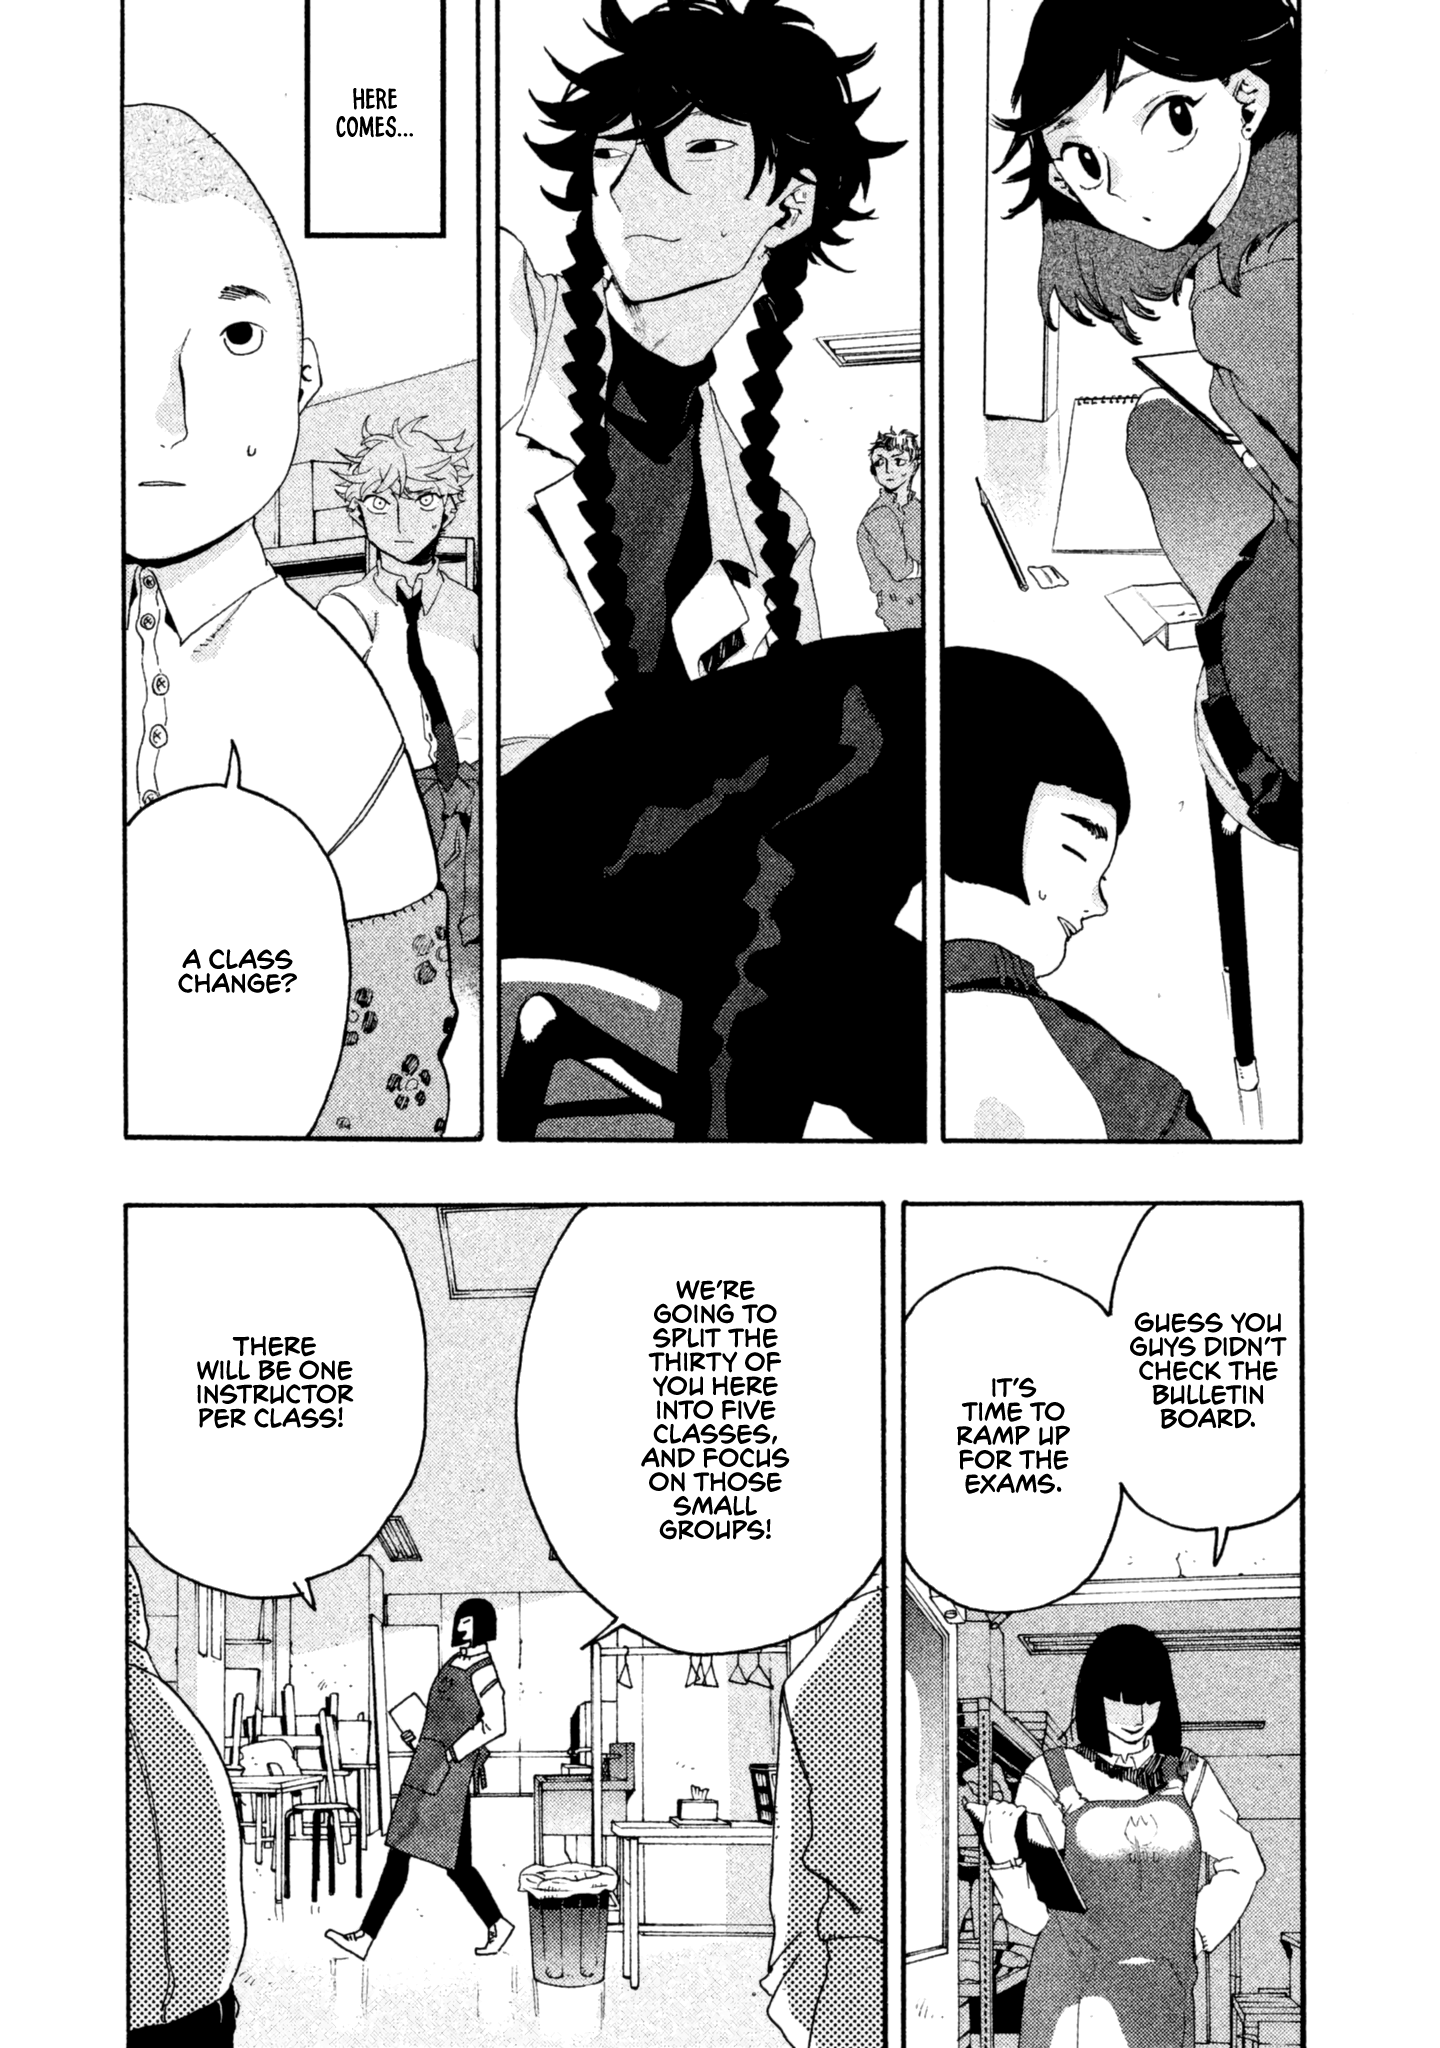 HERE
COMES...
A CLASS
CHANGE?
GUESS YOU
GUYS DIDN'T
CHECK THE
BULLETIN
BOARD.
IT'S
TIME TO
RAMP UP
FOR THE
EXAMS.
WE'RE
GOING TO
SPLIT THE
THIRTY OF
YOU HERE
INTO FIVE
CLASSES,
AND FOCUS
ON THOSE
SMALL
GROUPS!
THERE
WILL BE ONE
INSTRUCTOR
PER CLASS!